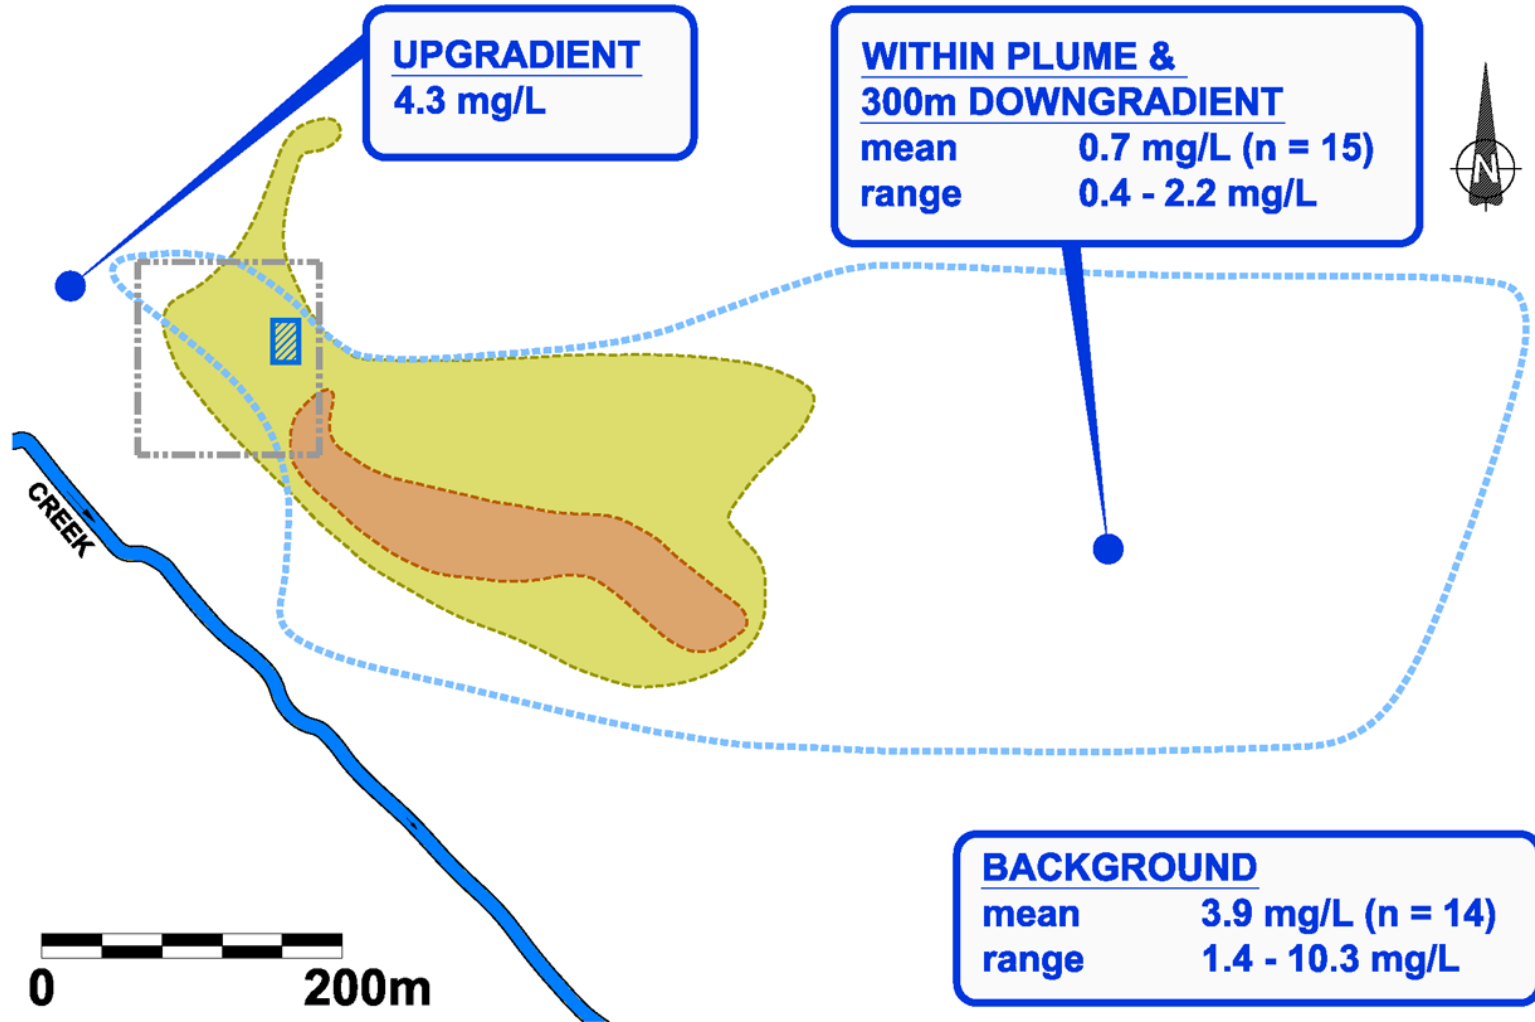 UPGRADIENT
4.3 mg/L
WITHIN PLUME &
300m DOWNGRADIENT
mean 0.7 mg/L (n = 15)
range 0.4 - 2.2 mg/L
N
CREEK
BACKGROUND
mean 3.9 mg/L (n = 14)
range 1.4 - 10.3 mg/L
0 200m